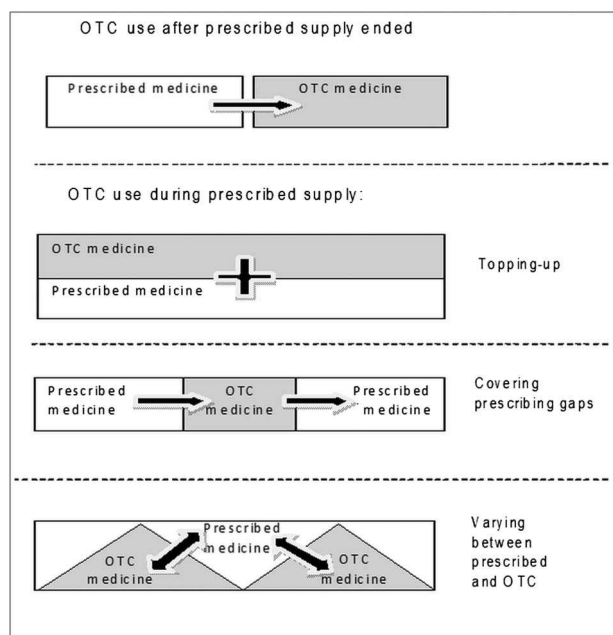 OTC use after prescribed supply ended
Prescribed medicine
OTC medicine
OTC use during prescribed supply:
OTC medicine
Prescribed medicine
Topping-up
Prescribed
medicine
OTC
medicine
Prescribed
medicine
Covering
prescribing gaps
Prescribed
medicine
OTC
medicine
OTC
medicine
Varying
between
prescribed
and OTC